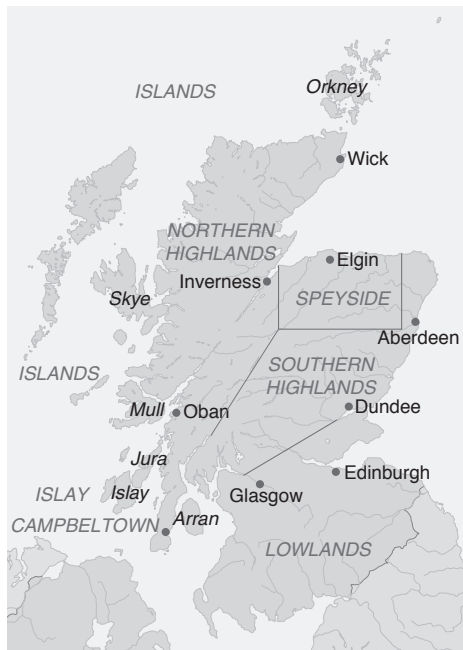 Orkney
ISLANDS
Wick
NORTHERN
HIGHLANDS
Elgin
Inverness
Skye
SPEYSIDE
Aberdeen
ISLANDS
SOUTHERN
HIGHLANDS
Mull
Oban
Dundee
Jura
Edinburgh
ISLAY
Islay
Glasgow
CAMPBELTOWN
Arran
LOWLANDS